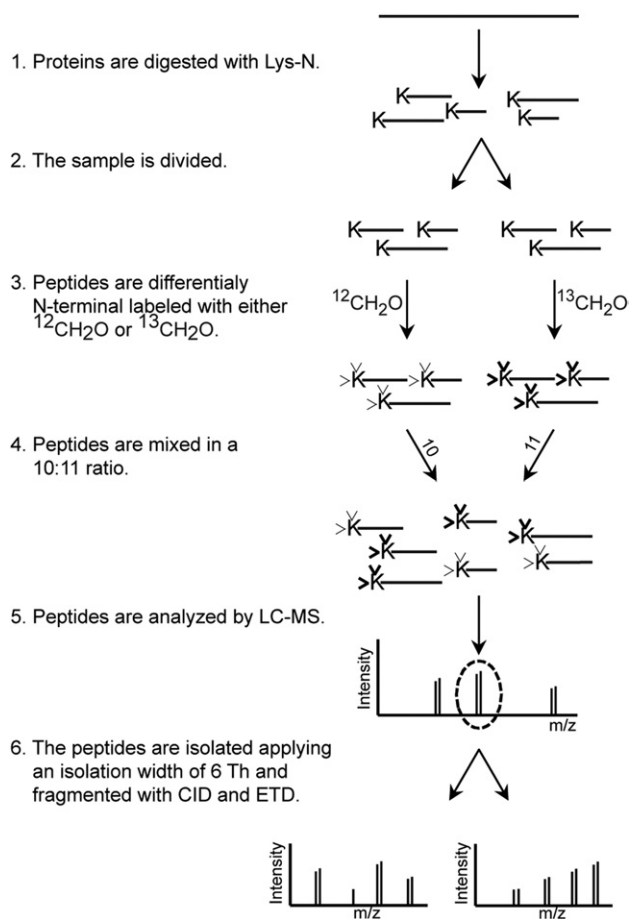 1. Proteins are digested with Lys-N.
K K K
K K
2. The sample is divided.
K K K K
K K
3. Peptides are differentialy
N-terminal labeled with either
¹²CH₂O or ¹³CH₂O.
¹²CH₂O ¹³CH₂O
>K >K >K >K
>K >K
4. Peptides are mixed in a
10:11 ratio.
10 11
>K >K >K
>K >K >K
>K
5. Peptides are analyzed by LC-MS.
Intensity
m/z
6. The peptides are isolated applying
an isolation width of 6 Th and
fragmented with CID and ETD.
Intensity Intensity
m/z m/z